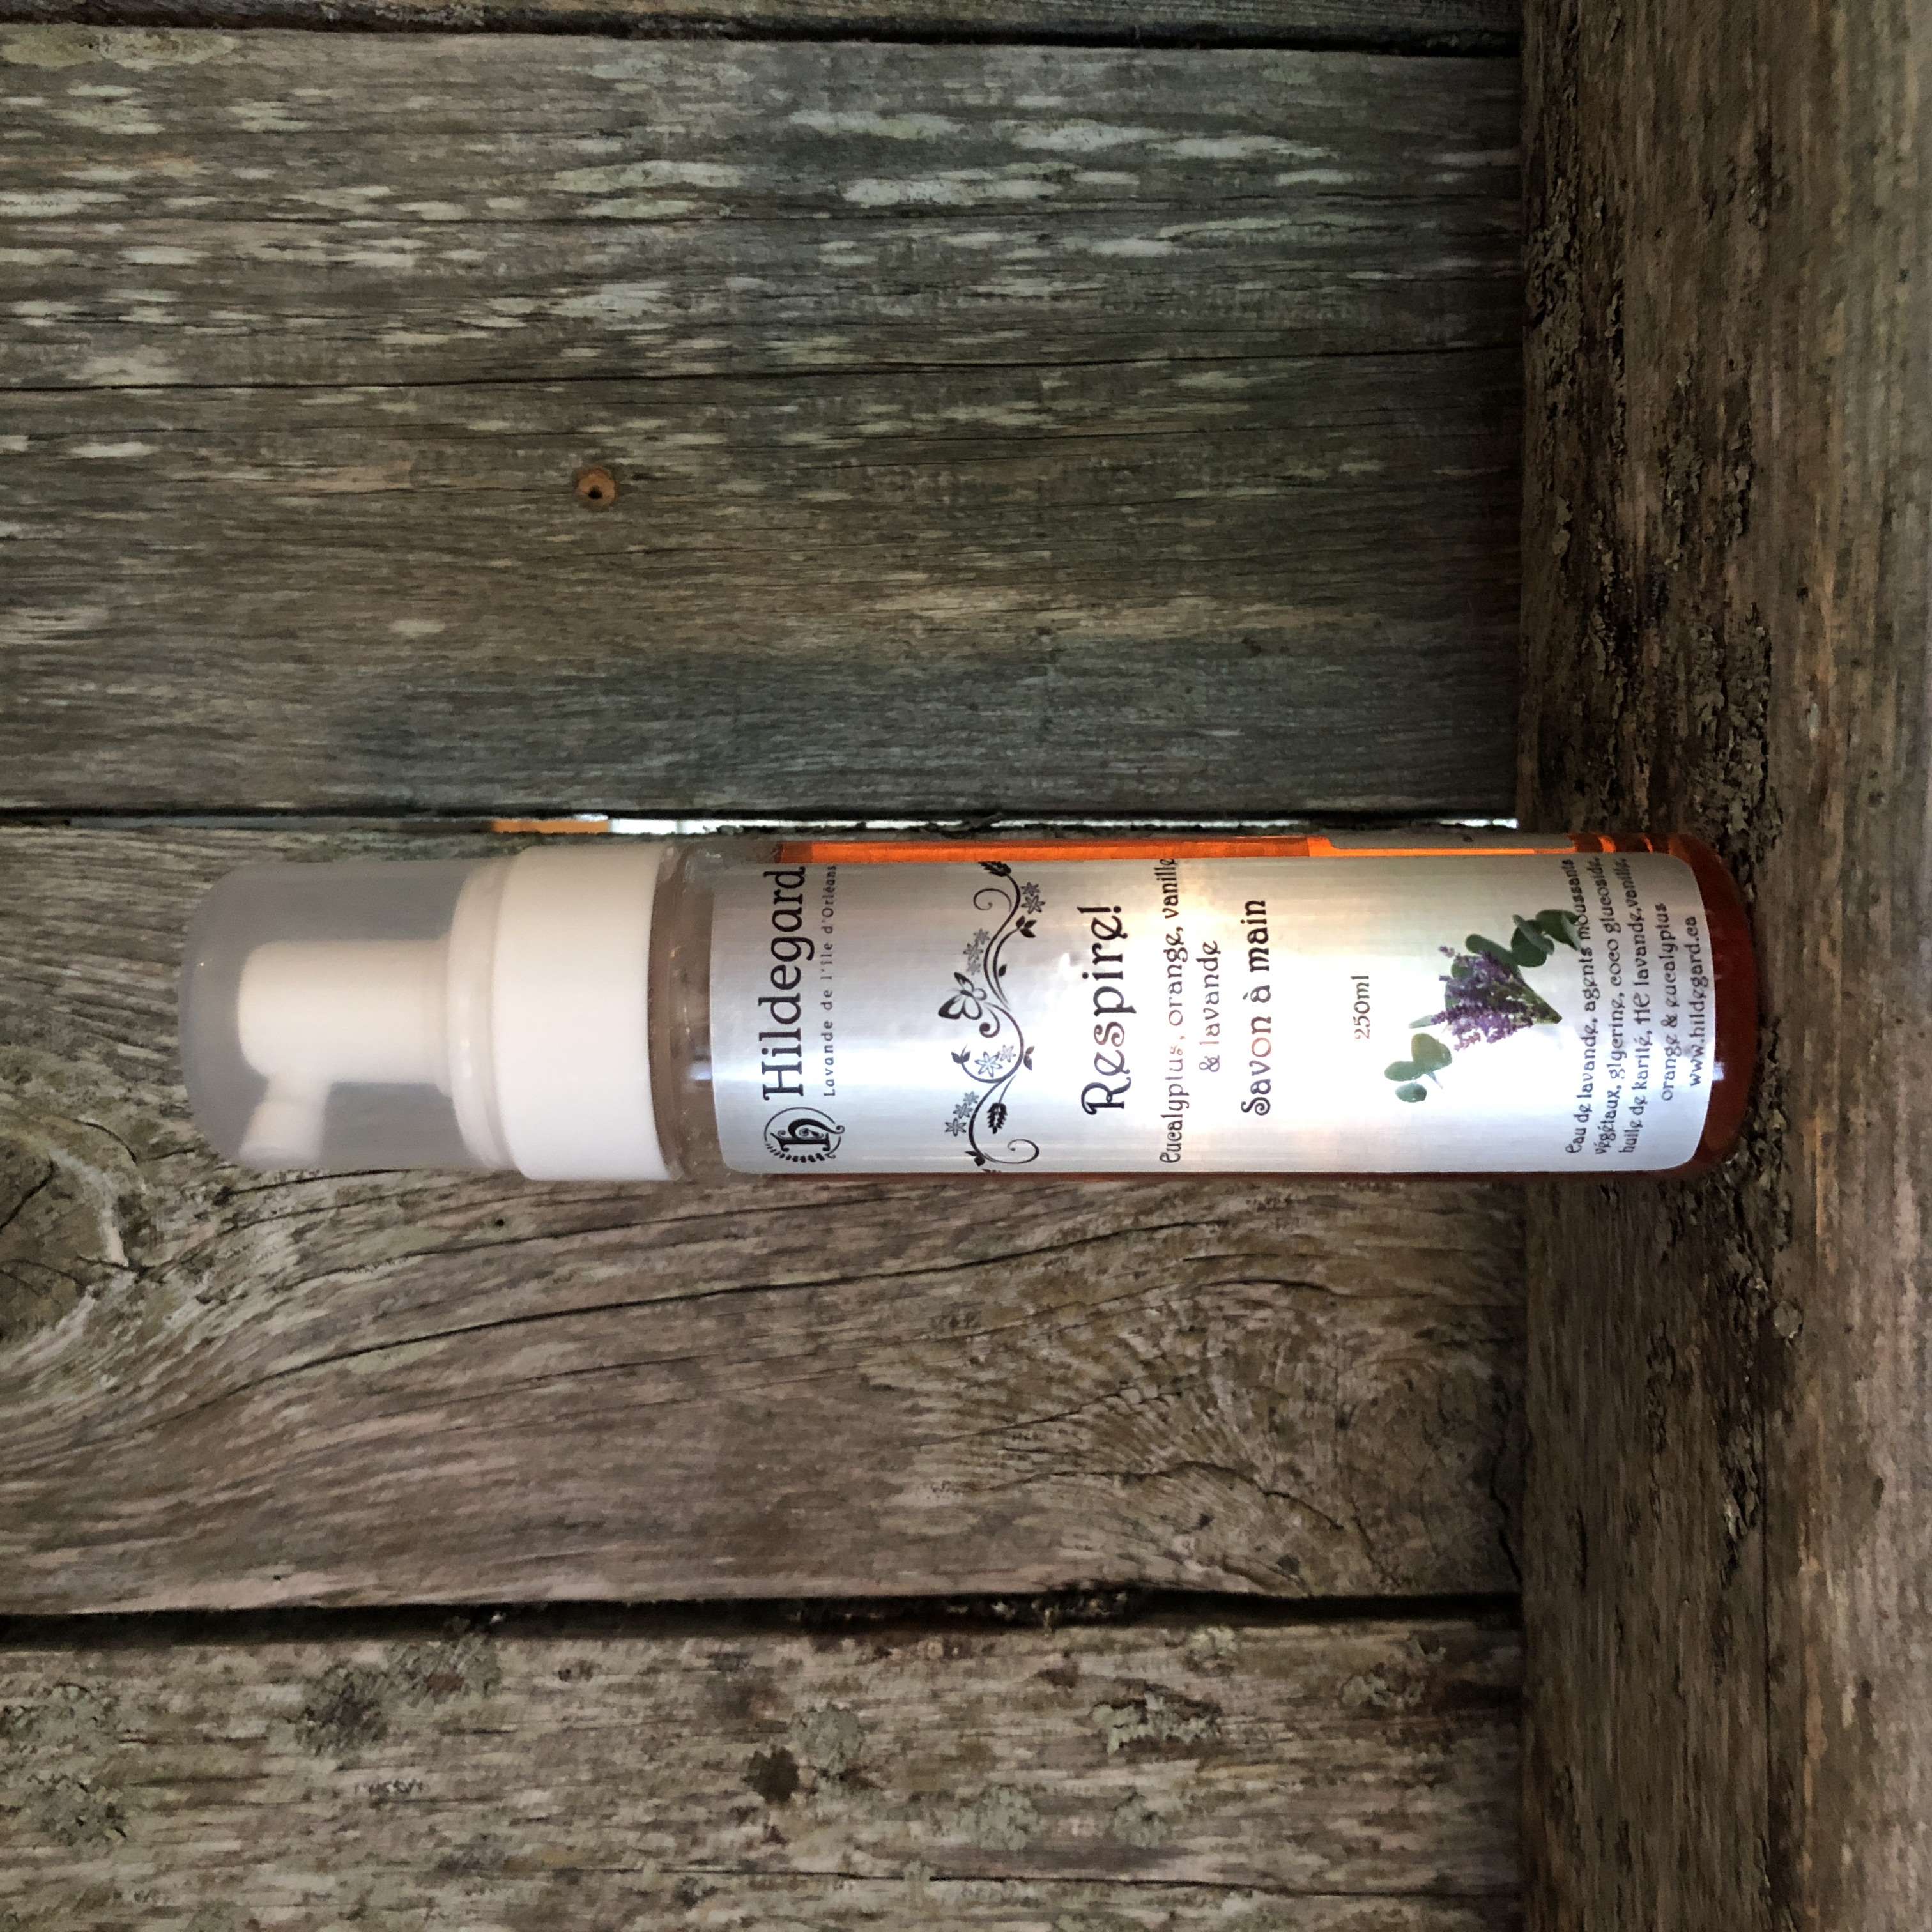 Hildegard
Lavande de l'île d'Orléans
Respire!
Eucalyptus, orange, vanille
& lavande
Savon à main
250ml
Eau de lavande, agents moussants
végétaux, glycerine, coco glucoside,
huile de karité, HE lavande,vanille,
orange & eucalyptus
www.hildegard.ca